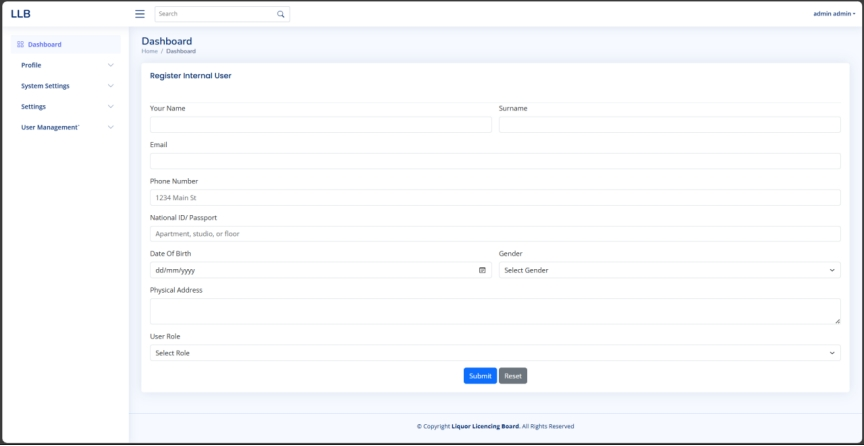 LLB
Search
admin admin
Dashboard
Profile
System Settings
Settings
User Management`
Dashboard
Home / Dashboard
Register Internal User
Your Name
Surname
Email
Phone Number
1234 Main St
National ID/ Passport
Apartment, studio, or floor
Date Of Birth
Gender
dd/mm/yyyy
Select Gender
Physical Address
User Role
Select Role
Submit
Reset
© Copyright Liquor Licencing Board. All Rights Reserved